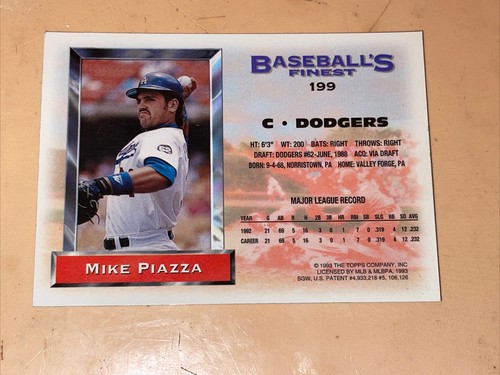 BASEBALL'S
FINEST
199
C • DODGERS
HT: 6'3" WT: 200 BATS: RIGHT THROWS: RIGHT
DRAFT: DODGERS #62-JUNE, 1988 ACQ: VIA DRAFT
BORN: 9-4-68, NORRISTOWN, PA HOME: VALLEY FORGE, PA
MAJOR LEAGUE RECORD
YEAR G AB R H 2B 3B HR RBI SB SLG BB SO AVG
1992 21 69 5 16 3 0 1 7 0 .319 4 12 .232
CAREER 21 69 5 16 3 0 1 7 0 .319 4 12 .232
© 1993 THE TOPPS COMPANY, INC
LICENSED BY MLB & MLBPA, 1993
SGW, U.S. PATENT #4,933,218 #5, 106,126
MIKE PIAZZA